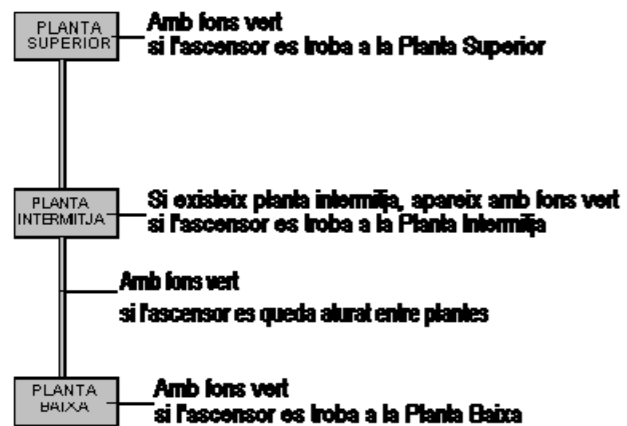 PLANTA
SUPERIOR
Amb fons vert
si l'ascensor es troba a la Planta Superior
PLANTA
INTERMITJA
Si existeix planta intermitja, apareix amb fons vert
si l'ascensor es troba a la Planta Intermitja
Amb fons vert
si l'ascensor es queda aturat entre plantes
PLANTA
BAIXA
Amb fons vert
si l'ascensor es troba a la Planta Baixa